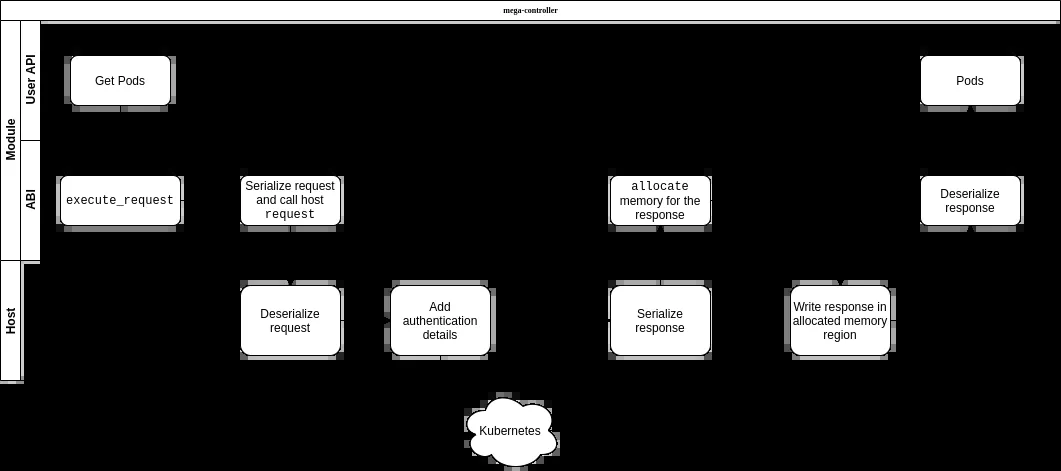 mega-controller
Module
User API
Get Pods
Pods
ABI
execute_request
Serialize request
and call host
request
allocate
memory for the
response
Deserialize
response
Host
Deserialize
request
Add
authentication
details
Serialize
response
Write response in
allocated memory
region
Kubernetes